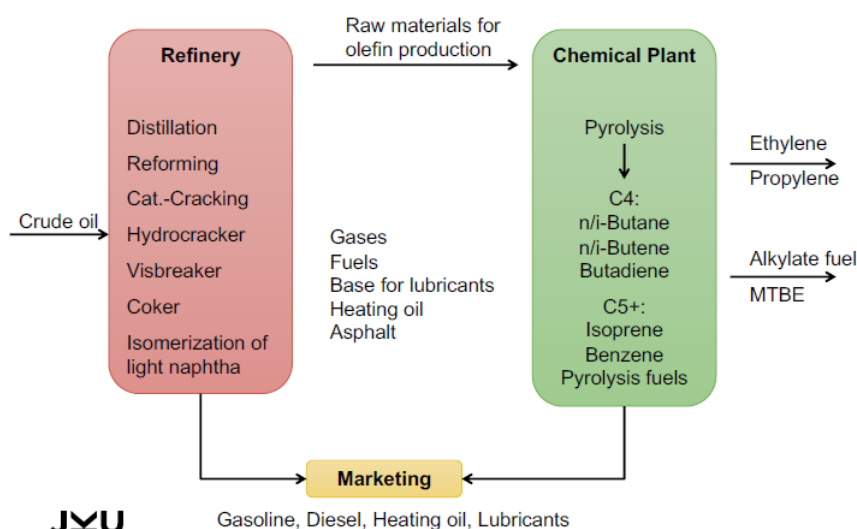 Raw materials for
olefin production
Refinery
Chemical Plant
Distillation
Reforming
Cat.-Cracking
Hydrocracker
Visbreaker
Coker
Isomerization of
light naphtha
Crude oil
Gases
Fuels
Base for lubricants
Heating oil
Asphalt
Pyrolysis
C4:
n/i-Butane
n/i-Butene
Butadiene
C5+:
Isoprene
Benzene
Pyrolysis fuels
Ethylene
Propylene
Alkylate fuel
MTBE
Marketing
JYU
Gasoline, Diesel, Heating oil, Lubricants